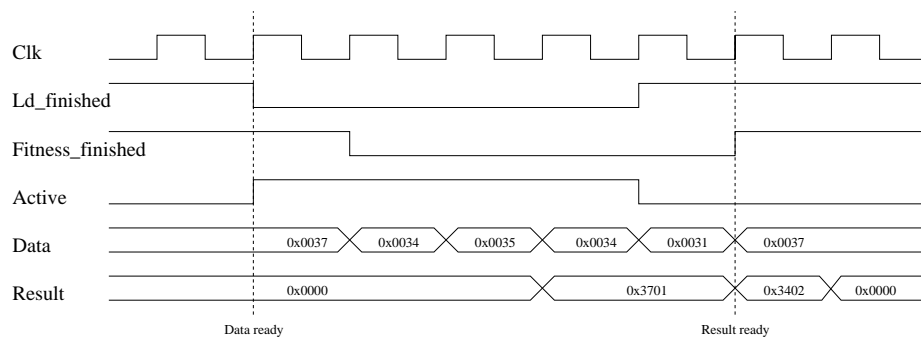 Clk
Ld_finished
Fitness_finished
Active
Data 0x0037 0x0034 0x0035 0x0034 0x0031 0x0037
Result 0x0000 0x3701 0x3402 0x0000
Data ready Result ready